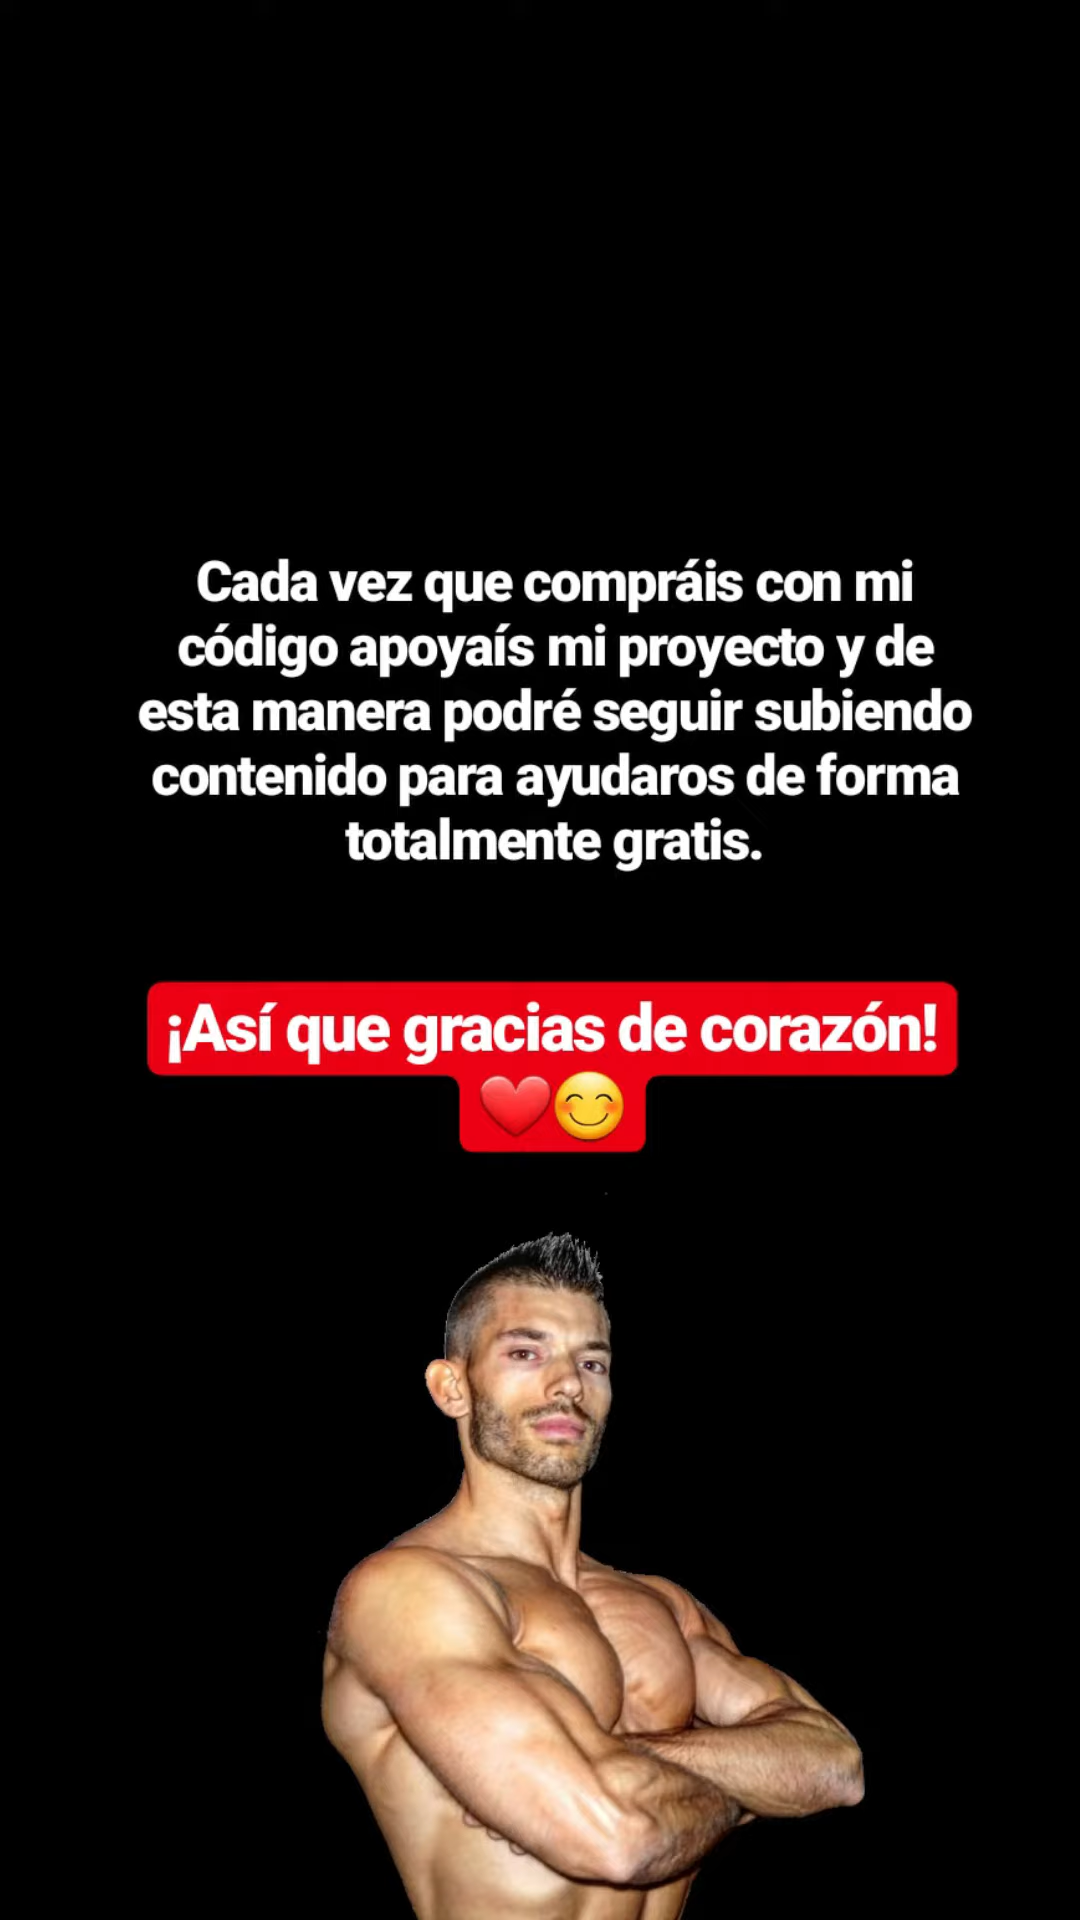 Cada vez que compráis con mi
código apoyaís mi proyecto y de
esta manera podré seguir subiendo
contenido para ayudaros de forma
totalmente gratis.
¡Así que gracias de corazón!
❤️😊